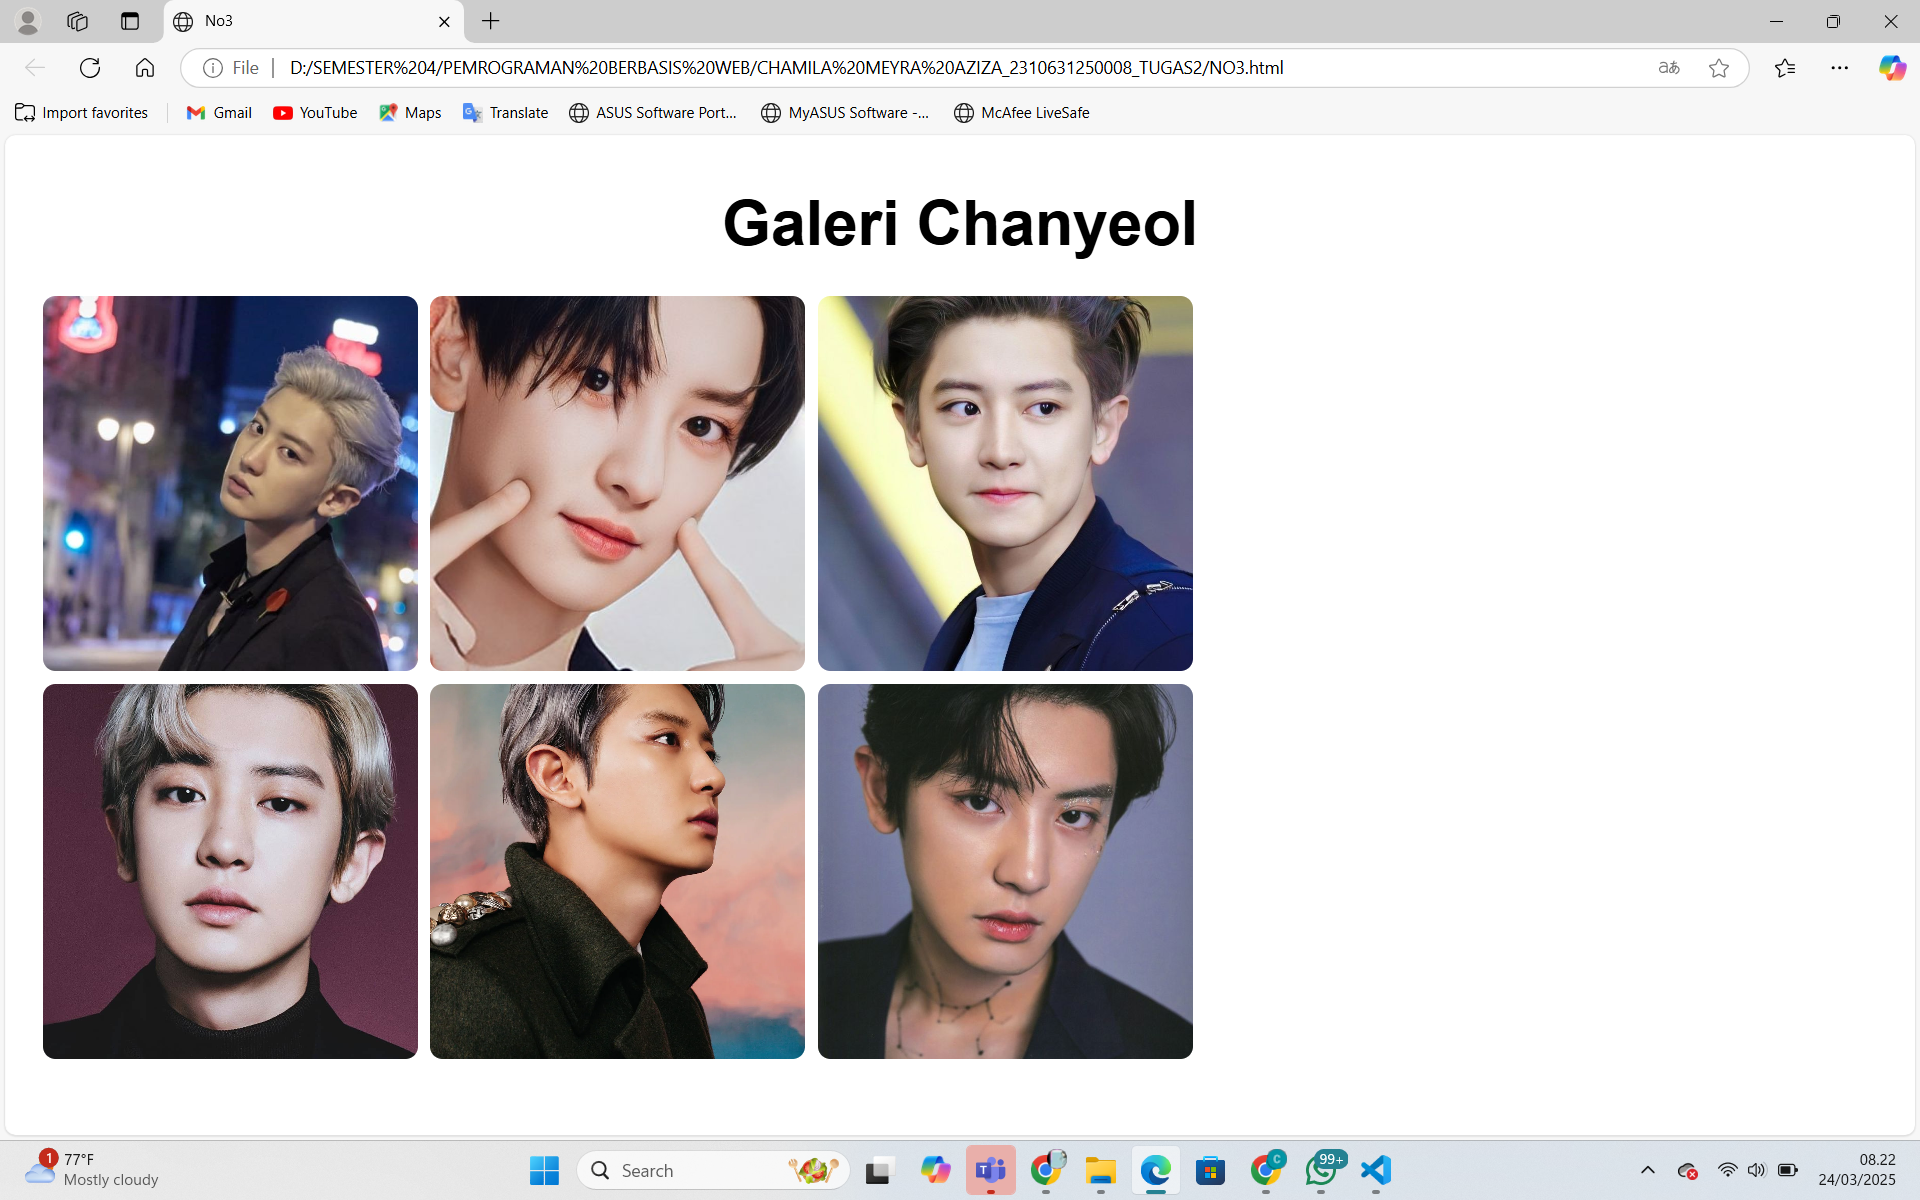 No3
File
D:/SEMESTER%204/PEMROGRAMAN%20BERBASIS%20WEB/CHAMILA%20MEYRA%20AZIZA_2310631250008_TUGAS2/NO3.html
aあ
Import favorites
Gmail
YouTube
Maps
Translate
ASUS Software Port...
MyASUS Software -...
McAfee LiveSafe
Galeri Chanyeol
1
77°F
Mostly cloudy
Search
C
99+
08.22
24/03/2025